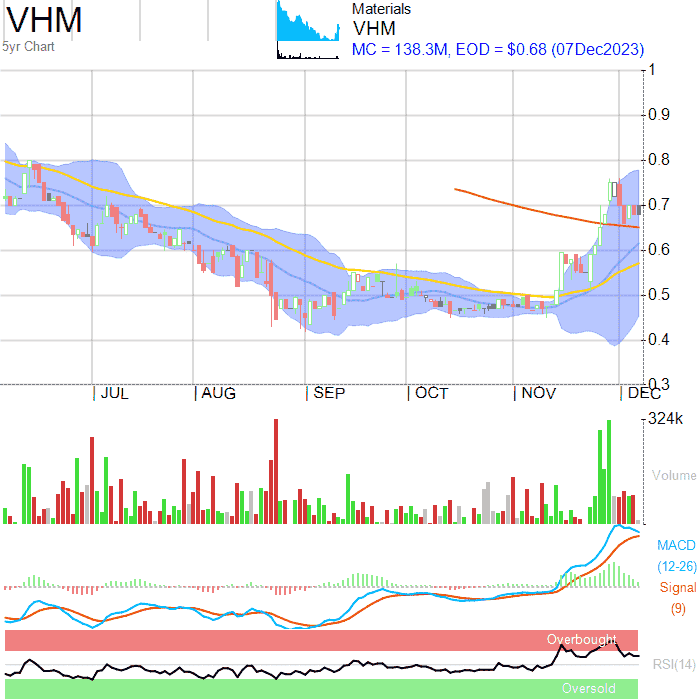 VHM
5yr Chart
Materials
VHM
MC = 138.3M, EOD = $0.68 (07Dec2023)
1
0.9
0.8
0.7
0.6
0.5
0.4
0.3
JUL
AUG
SEP
OCT
NOV
DEC
324k
Volume
MACD
(12-26)
Signal
(9)
Overbought
RSI(14)
Oversold